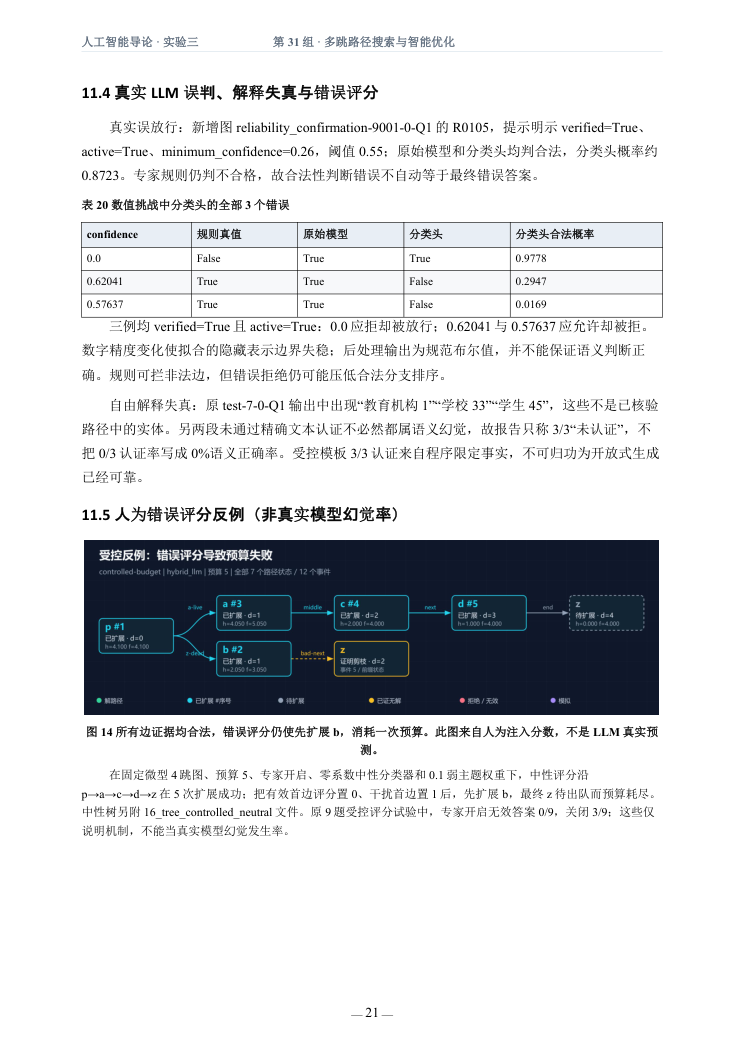 人工智能导论 · 实验三 第 31 组 · 多跳路径搜索与智能优化
11.4 真实 LLM 误判、解释失真与错误评分
真实误放行：新增图 reliability_confirmation-9001-0-Q1 的 R0105，提示明示 verified=True、
active=True、minimum_confidence=0.26，阈值 0.55；原始模型和分类头均判合法，分类头概率约
0.8723。专家规则仍判不合格，故合法性判断错误不自动等于最终错误答案。
表 20 数值挑战中分类头的全部 3 个错误
confidence 规则真值 原始模型 分类头 分类头合法概率
0.0 False True True 0.9778
0.62041 True True False 0.2947
0.57637 True True False 0.0169
三例均 verified=True 且 active=True：0.0 应拒却被放行；0.62041 与 0.57637 应允许却被拒。
数字精度变化使拟合的隐藏表示边界失稳；后处理输出为规范布尔值，并不能保证语义判断正
确。规则可拦非法边，但错误拒绝仍可能压低合法分支排序。
自由解释失真：原 test-7-0-Q1 输出中出现“教育机构 1”“学校 33”“学生 45”，这些不是已核验
路径中的实体。另两段未通过精确文本认证不必然都属语义幻觉，故报告只称 3/3“未认证”，不
把 0/3 认证率写成 0%语义正确率。受控模板 3/3 认证来自程序限定事实，不可归功为开放式生成
已经可靠。
11.5 人为错误评分反例（非真实模型幻觉率）
受控反例：错误评分导致预算失败
controlled-budget | hybrid_llm | 预算 5 | 全部 7 个路径状态 / 12 个事件
p #1
已扩展 · d=0
h=4.100 f=4.100
a-live
a #3
已扩展 · d=1
h=4.050 f=5.050
middle
c #4
已扩展 · d=2
h=2.000 f=4.000
next
d #5
已扩展 · d=3
h=1.000 f=4.000
end
z
待扩展 · d=4
h=0.000 f=4.000
z-dead
b #2
已扩展 · d=1
h=2.050 f=3.050
bad-next
z
证明剪枝 · d=2
事件 5 / 前缀状态
解路径 已扩展 #序号 待扩展 已证无解 拒绝 / 无效 模拟
图 14 所有边证据均合法，错误评分仍使先扩展 b，消耗一次预算。此图来自人为注入分数，不是 LLM 真实预
测。
在固定微型 4 跳图、预算 5、专家开启、零系数中性分类器和 0.1 弱主题权重下，中性评分沿
p→a→c→d→z 在 5 次扩展成功；把有效首边评分置 0、干扰首边置 1 后，先扩展 b，最终 z 待出队而预算耗尽。
中性树另附 16_tree_controlled_neutral 文件。原 9 题受控评分试验中，专家开启无效答案 0/9，关闭 3/9；这些仅
说明机制，不能当真实模型幻觉发生率。
— 21 —